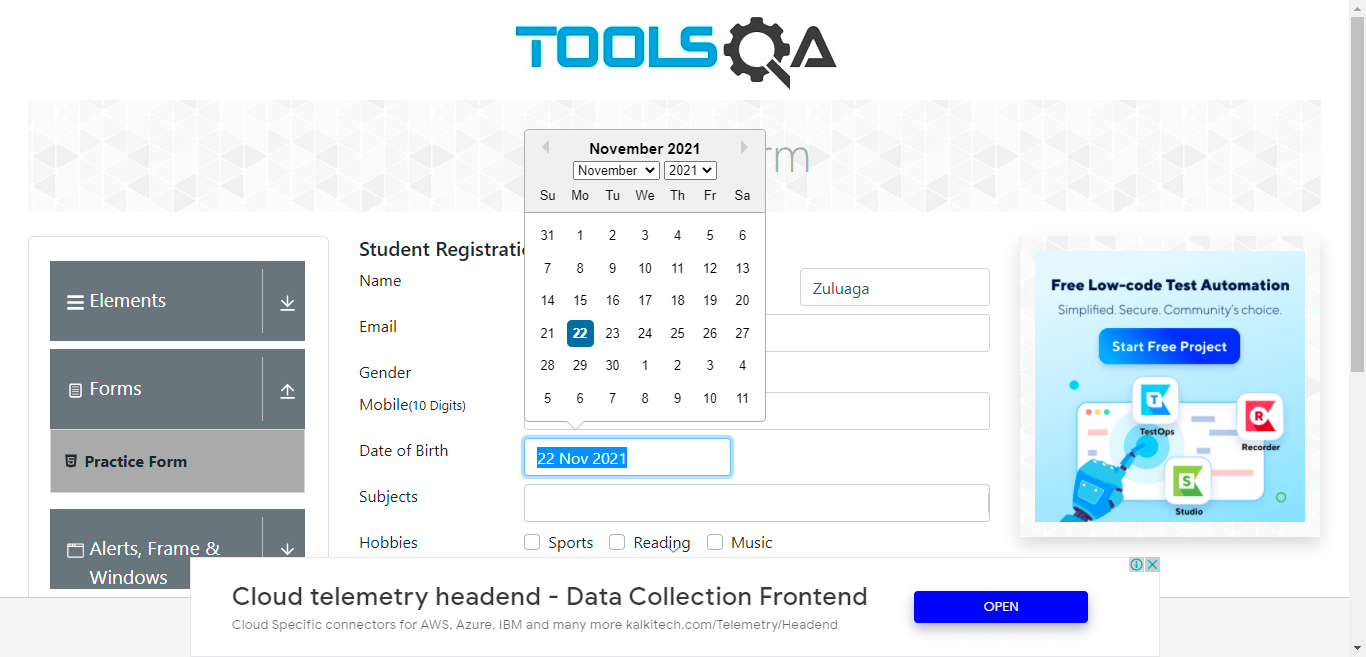 TOOLSQA
rm
November 2021
November 2021
Su Mo Tu We Th Fr Sa
31 1 2 3 4 5 6
7 8 9 10 11 12 13
14 15 16 17 18 19 20
21 22 23 24 25 26 27
28 29 30 1 2 3 4
5 6 7 8 9 10 11
Elements
Forms
Practice Form
Alerts, Frame &
Windows
Student Registrati
Name
Zuluaga
Email
Gender
Mobile(10 Digits)
Date of Birth
22 Nov 2021
Subjects
Hobbies
Sports Reading Music
Free Low-code Test Automation
Simplified. Secure. Community's choice.
Start Free Project
TestOps
Recorder
Studio
Cloud telemetry headend - Data Collection Frontend
Cloud Specific connectors for AWS, Azure, IBM and many more kalkitech.com/Telemetry/Headend
OPEN